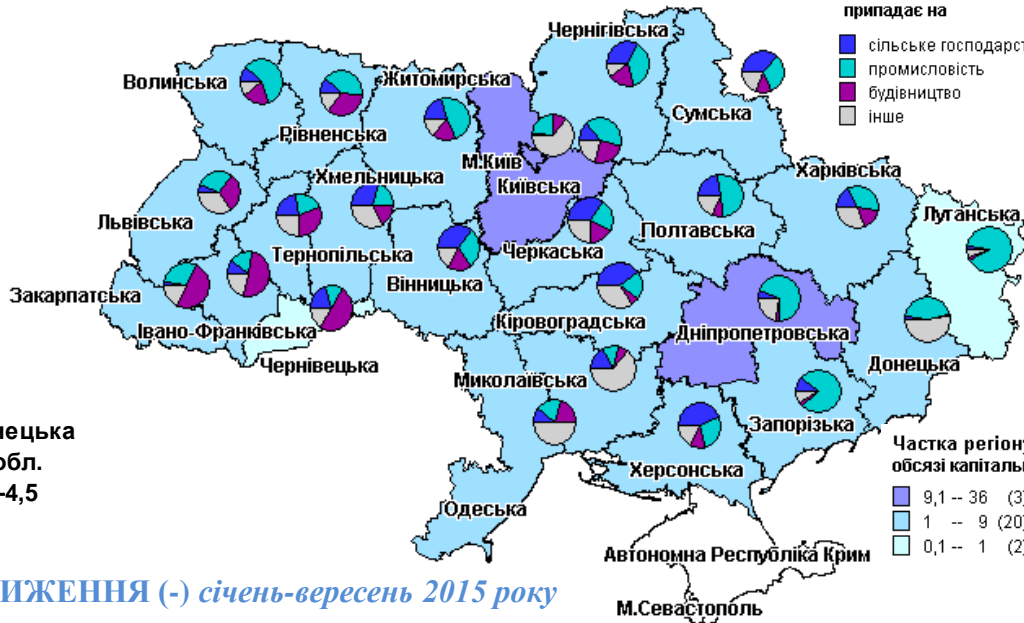 припадає на
сільське господарст
промисловість
будівництво
інше
Чернігівська
Волинська
Житомирська
Сумська
Рівненська
М.Київ
Хмельницька
Київська
Харківська
Львівська
Луганська
Полтавська
Тернопільська
Черкаська
Вінницька
Закарпатська
Івано-Франківська
Кіровоградська
Дніпропетровська
Чернівецька
Донецька
Миколаївська
Запорізька
нецька
обл.
-4,5
Херсонська
Одеська
Частка регіону
обсязі капітальн
9,1 -- 36 (3)
1 -- 9 (20)
0,1 -- 1 (2)
Автономна Республіка Крим
М.Севастополь
ИЖЕННЯ (-) січень-вересень 2015 року